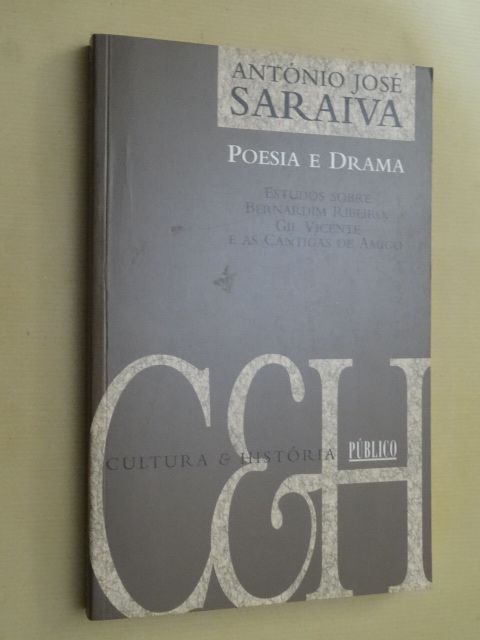 ANTÓNIO JOSÉ
SARAIVA
POESIA E DRAMA
ESTUDOS SOBRE
BERNARDIM RIBEIRO
GIL VICENTE
E AS CANTIGAS DE AMIGO
C&H
CULTURA & HISTÓRIA
PÚBLICO